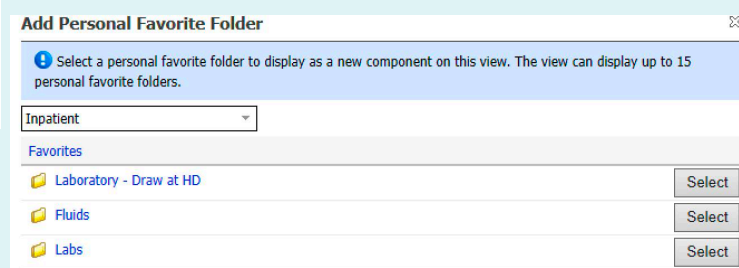 Add Personal Favorite Folder
Select a personal favorite folder to display as a new component on this view. The view can display up to 15
personal favorite folders.
Inpatient
Favorites
Laboratory - Draw at HD Select
Fluids Select
Labs Select